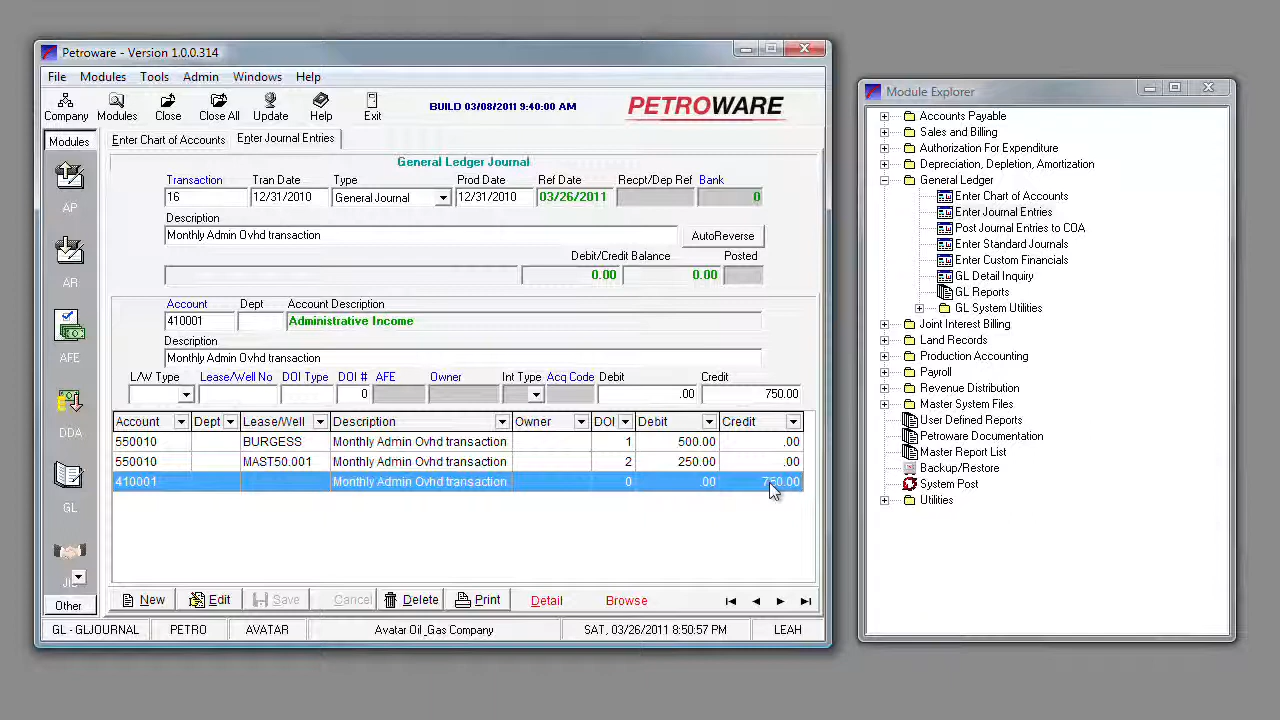 Petroware - Version 1.0.0.314
File Modules Tools Admin Windows Help
Company Modules Close Close All Update Help Exit
BUILD 03/08/2011 9:40:00 AM
PETROWARE
Modules
Enter Chart of Accounts Enter Journal Entries
General Ledger Journal
Transaction Tran Date Type Prod Date Ref Date Recpt/Dep Ref Bank
16 12/31/2010 General Journal 12/31/2010 03/26/2011 0
Description
Monthly Admin Ovhd transaction AutoReverse
Debit/Credit Balance Posted
0.00 0.00
Account Dept Account Description
410001 Administrative Income
Description
Monthly Admin Ovhd transaction
L/W Type Lease/Well No DOI Type DOI # AFE Owner Int Type Acq Code Debit Credit
0 .00 750.00
Account Dept Lease/Well Description Owner DOI Debit Credit
550010 BURGESS Monthly Admin Ovhd transaction 1 500.00 .00
550010 MAST50.001 Monthly Admin Ovhd transaction 2 250.00 .00
410001 Monthly Admin Ovhd transaction 0 .00 750.00
AP
AR
AFE
DDA
GL
Other
New Edit Save Cancel Delete Print Detail Browse
GL - GLJOURNAL PETRO AVATAR Avatar Oil_Gas Company SAT, 03/26/2011 8:50:57 PM LEAH
Module Explorer
Accounts Payable
Sales and Billing
Authorization For Expenditure
Depreciation, Depletion, Amortization
General Ledger
Enter Chart of Accounts
Enter Journal Entries
Post Journal Entries to COA
Enter Standard Journals
Enter Custom Financials
GL Detail Inquiry
GL Reports
GL System Utilities
Joint Interest Billing
Land Records
Production Accounting
Payroll
Revenue Distribution
Master System Files
User Defined Reports
Petroware Documentation
Master Report List
Backup/Restore
System Post
Utilities